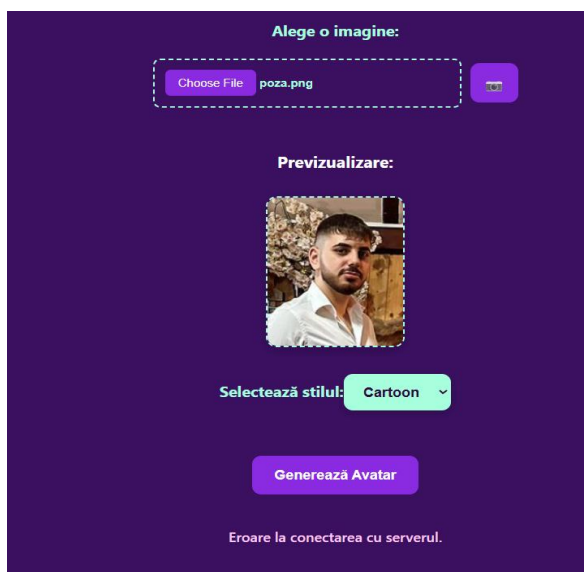 Alege o imagine:
Choose File poza.png
Previzualizare:
Selectează stilul: Cartoon
Generează Avatar
Eroare la conectarea cu serverul.